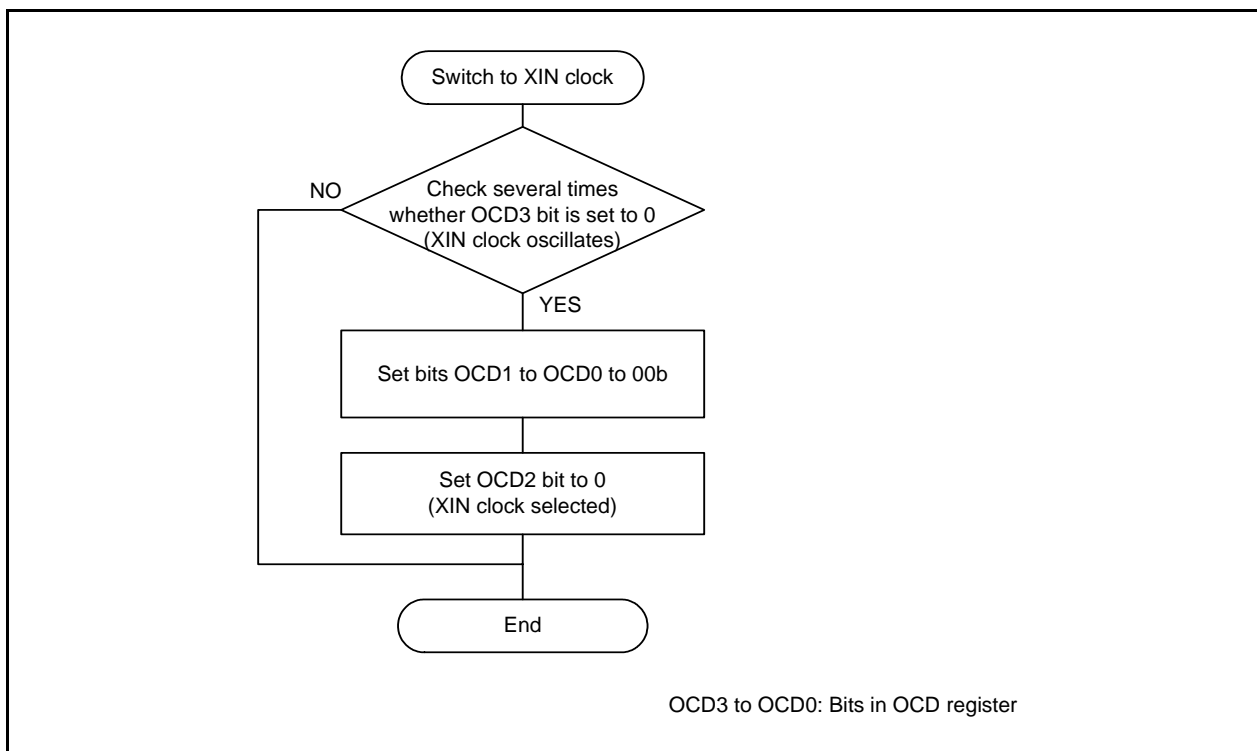 Switch to XIN clock
NO
Check several times
whether OCD3 bit is set to 0
(XIN clock oscillates)
YES
Set bits OCD1 to OCD0 to 00b
Set OCD2 bit to 0
(XIN clock selected)
End
OCD3 to OCD0: Bits in OCD register